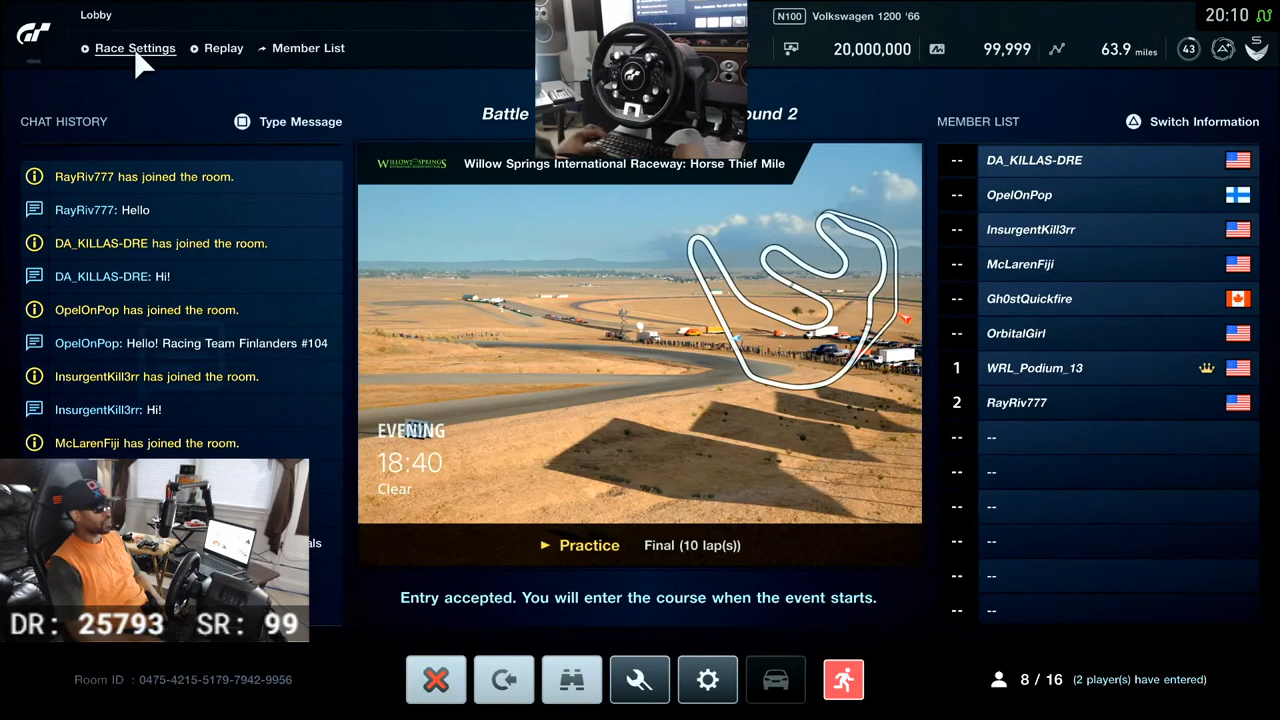 Lobby
Race Settings
Replay
Member List
N100 Volkswagen 1200 '66
20:10
20,000,000
99,999
63.9 miles
43
S
CHAT HISTORY
Type Message
Battle
ound 2
MEMBER LIST
Switch Information
RayRiv777 has joined the room.
RayRiv777: Hello
DA_KILLAS-DRE has joined the room.
DA_KILLAS-DRE: Hi!
OpelOnPop has joined the room.
OpelOnPop: Hello! Racing Team Finlanders #104
InsurgentKill3rr has joined the room.
InsurgentKill3rr: Hi!
McLarenFiji has joined the room.
als
DR: 25793 SR: 99
WILLOW SPRINGS
Willow Springs International Raceway: Horse Thief Mile
EVENING
18:40
Clear
Practice
Final (10 lap(s))
Entry accepted. You will enter the course when the event starts.
-- DA_KILLAS-DRE
-- OpelOnPop
-- InsurgentKill3rr
-- McLarenFiji
-- Gh0stQuickfire
-- OrbitalGirl
1 WRL_Podium_13
2 RayRiv777
-- --
-- --
-- --
-- --
-- --
-- --
Room ID : 0475-4215-5179-7942-9956
8 / 16 (2 player(s) have entered)